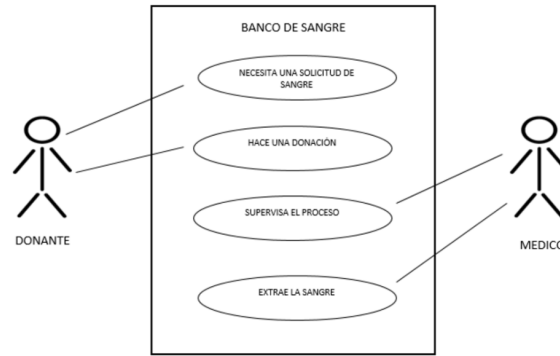 BANCO DE SANGRE
NECESITA UNA SOLICITUD DE
SANGRE
HACE UNA DONACIÓN
SUPERVISA EL PROCESO
EXTRAE LA SANGRE
DONANTE
MEDICO